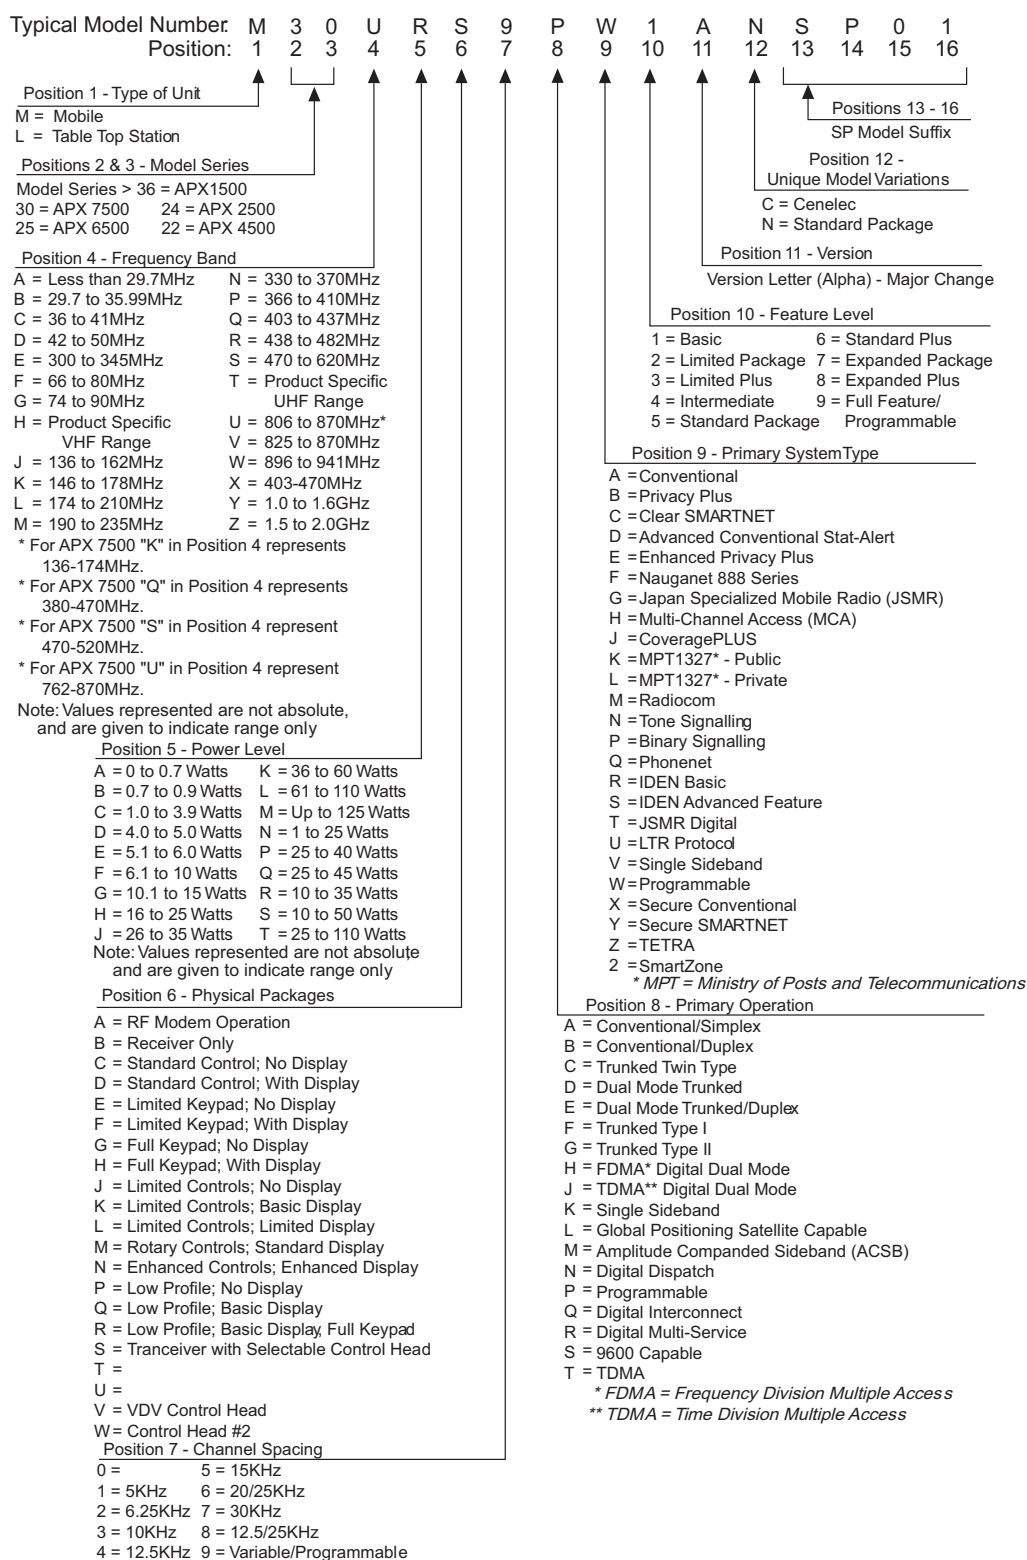 Typical Model Number: M 3 0 U R S 9 P W 1 A N S P 0 1
Position: 1 2 3 4 5 6 7 8 9 10 11 12 13 14 15 16
Position 1 - Type of Unit
M = Mobile
L = Table Top Station
Positions 2 & 3 - Model Series
Model Series > 36 = APX1500
30 = APX 7500 24 = APX 2500
25 = APX 6500 22 = APX 4500
Position 4 - Frequency Band
A = Less than 29.7MHz N = 330 to 370MHz
B = 29.7 to 35.99MHz P = 366 to 410MHz
C = 36 to 41MHz Q = 403 to 437MHz
D = 42 to 50MHz R = 438 to 482MHz
E = 300 to 345MHz S = 470 to 620MHz
F = 66 to 80MHz T = Product Specific
G = 74 to 90MHz UHF Range
H = Product Specific U = 806 to 870MHz*
VHF Range V = 825 to 870MHz
J = 136 to 162MHz W = 896 to 941MHz
K = 146 to 178MHz X = 403-470MHz
L = 174 to 210MHz Y = 1.0 to 1.6GHz
M = 190 to 235MHz Z = 1.5 to 2.0GHz
* For APX 7500 "K" in Position 4 represents
136-174MHz.
* For APX 7500 "Q" in Position 4 represents
380-470MHz.
* For APX 7500 "S" in Position 4 represent
470-520MHz.
* For APX 7500 "U" in Position 4 represent
762-870MHz.
Note: Values represented are not absolute,
and are given to indicate range only
Position 5 - Power Level
A = 0 to 0.7 Watts K = 36 to 60 Watts
B = 0.7 to 0.9 Watts L = 61 to 110 Watts
C = 1.0 to 3.9 Watts M = Up to 125 Watts
D = 4.0 to 5.0 Watts N = 1 to 25 Watts
E = 5.1 to 6.0 Watts P = 25 to 40 Watts
F = 6.1 to 10 Watts Q = 25 to 45 Watts
G = 10.1 to 15 Watts R = 10 to 35 Watts
H = 16 to 25 Watts S = 10 to 50 Watts
J = 26 to 35 Watts T = 25 to 110 Watts
Note: Values represented are not absolute,
and are given to indicate range only
Position 6 - Physical Packages
A = RF Modem Operation
B = Receiver Only
C = Standard Control; No Display
D = Standard Control; With Display
E = Limited Keypad; No Display
F = Limited Keypad; With Display
G = Full Keypad; No Display
H = Full Keypad; With Display
J = Limited Controls; No Display
K = Limited Controls; Basic Display
L = Limited Controls; Limited Display
M = Rotary Controls; Standard Display
N = Enhanced Controls; Enhanced Display
P = Low Profile; No Display
Q = Low Profile; Basic Display
R = Low Profile; Basic Display, Full Keypad
S = Tranceiver with Selectable Control Head
T =
U =
V = VDV Control Head
W = Control Head #2
Position 7 - Channel Spacing
0 = 5 = 15KHz
1 = 5KHz 6 = 20/25KHz
2 = 6.25KHz 7 = 30KHz
3 = 10KHz 8 = 12.5/25KHz
4 = 12.5KHz 9 = Variable/Programmable
Positions 13 - 16
SP Model Suffix
Position 12 -
Unique Model Variations
C = Cenelec
N = Standard Package
Position 11 - Version
Version Letter (Alpha) - Major Change
Position 10 - Feature Level
1 = Basic 6 = Standard Plus
2 = Limited Package 7 = Expanded Package
3 = Limited Plus 8 = Expanded Plus
4 = Intermediate 9 = Full Feature/
5 = Standard Package Programmable
Position 9 - Primary System Type
A = Conventional
B = Privacy Plus
C = Clear SMARTNET
D = Advanced Conventional Stat-Alert
E = Enhanced Privacy Plus
F = Nauganet 888 Series
G = Japan Specialized Mobile Radio (JSMR)
H = Multi-Channel Access (MCA)
J = CoveragePLUS
K = MPT1327* - Public
L = MPT1327* - Private
M = Radiocom
N = Tone Signalling
P = Binary Signalling
Q = Phonenet
R = IDEN Basic
S = IDEN Advanced Feature
T = JSMR Digital
U = LTR Protocol
V = Single Sideband
W = Programmable
X = Secure Conventional
Y = Secure SMARTNET
Z = TETRA
2 = SmartZone
* MPT = Ministry of Posts and Telecommunications
Position 8 - Primary Operation
A = Conventional/Simplex
B = Conventional/Duplex
C = Trunked Twin Type
D = Dual Mode Trunked
E = Dual Mode Trunked/Duplex
F = Trunked Type I
G = Trunked Type II
H = FDMA* Digital Dual Mode
J = TDMA** Digital Dual Mode
K = Single Sideband
L = Global Positioning Satellite Capable
M = Amplitude Companded Sideband (ACSB)
N = Digital Dispatch
P = Programmable
Q = Digital Interconnect
R = Digital Multi-Service
S = 9600 Capable
T = TDMA
* FDMA = Frequency Division Multiple Access
** TDMA = Time Division Multiple Access